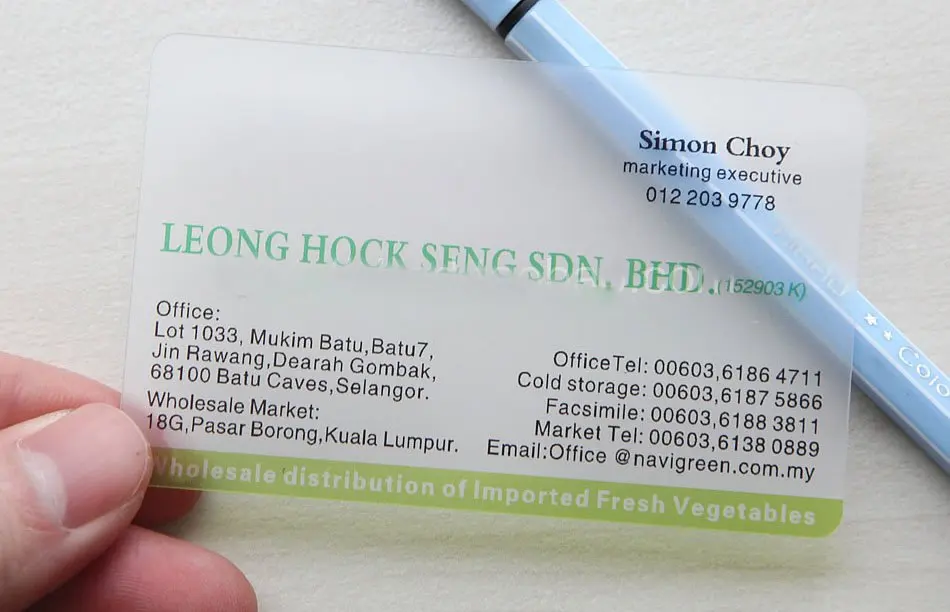 Simon Choy
marketing executive
012 203 9778
LEONG HOCK SENG SDN. BHD.(152903 K)
Office:
Lot 1033, Mukim Batu,Batu7,
Jin Rawang,Dearah Gombak,
68100 Batu Caves,Selangor.
Wholesale Market:
18G,Pasar Borong,Kuala Lumpur.
OfficeTel: 00603,6186 4711
Cold storage: 00603,6187 5866
Facsimile: 00603,6188 3811
Market Tel: 00603,6138 0889
Email:Office @navigreen.com.my
Wholesale distribution of Imported Fresh Vegetables